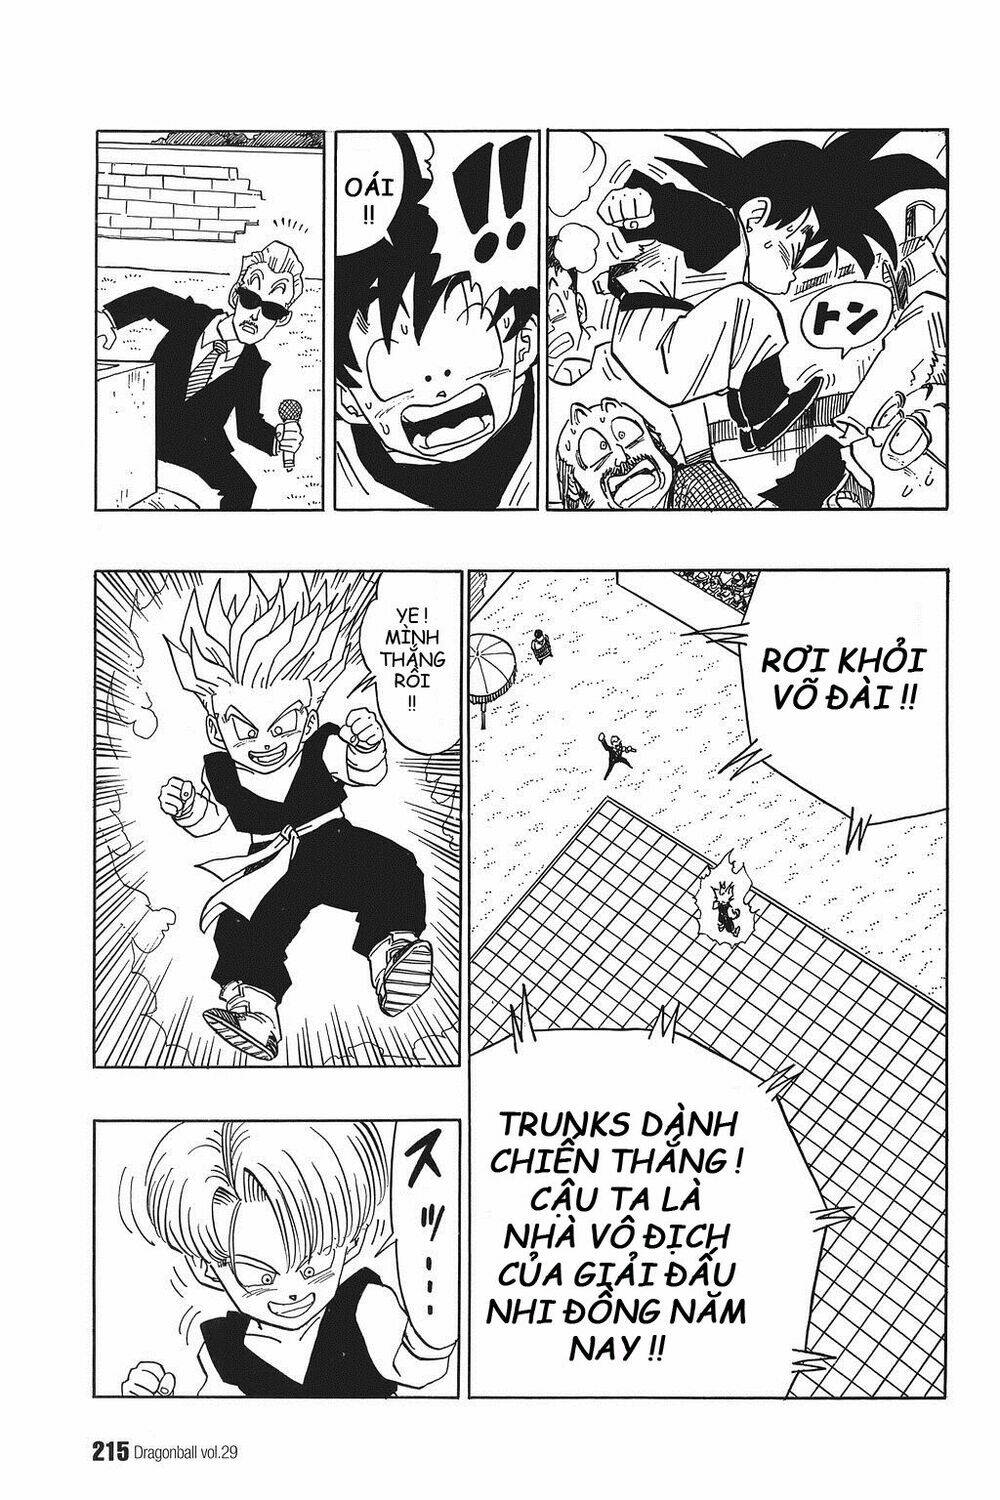 トン
OÁI
!!
!!
RƠI KHỎI
VÕ ĐÀI !!
YE !
MÌNH
THẮNG
RỒI
!!
TRUNKS DÀNH
CHIẾN THẮNG !
CẬU TA LÀ
NHÀ VÔ ĐỊCH
CỦA GIẢI ĐẤU
NHI ĐỒNG NĂM
NAY !!
スッ…
215 Dragonball vol.29